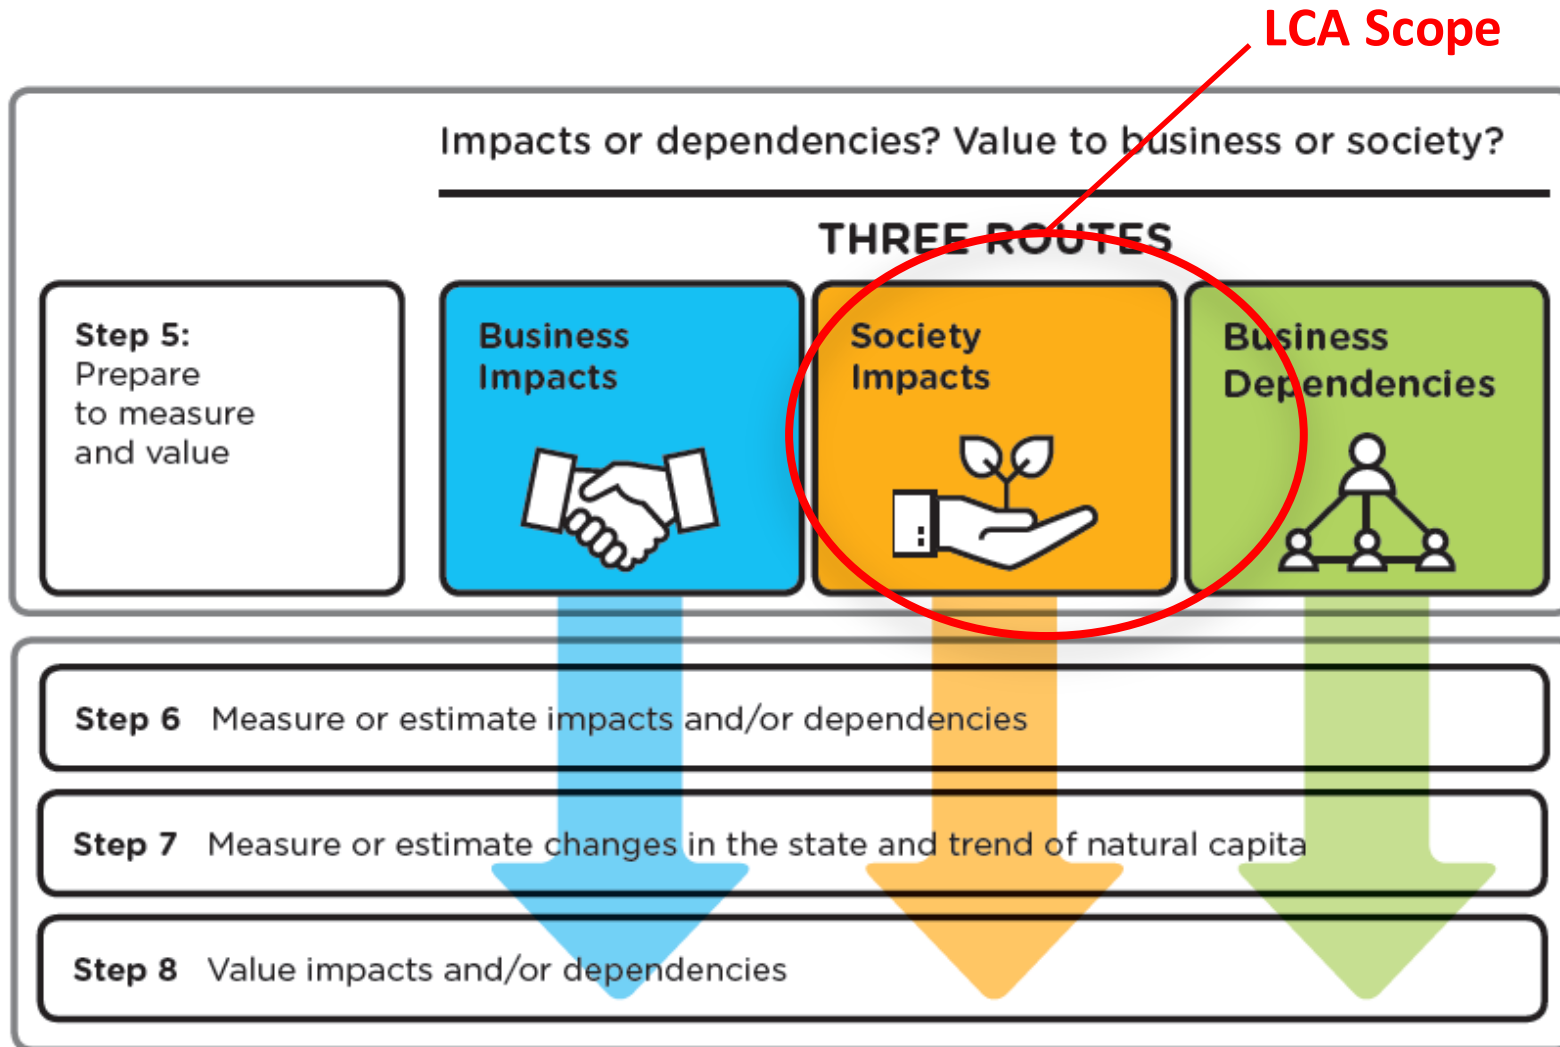 LCA Scope
Impacts or dependencies? Value to business or society?
THREE ROUTES
Step 5:
Prepare
to measure
and value
Business
Impacts
Society
Impacts
Business
Dependencies
Step 6 Measure or estimate impacts and/or dependencies
Step 7 Measure or estimate changes in the state and trend of natural capita
Step 8 Value impacts and/or dependencies